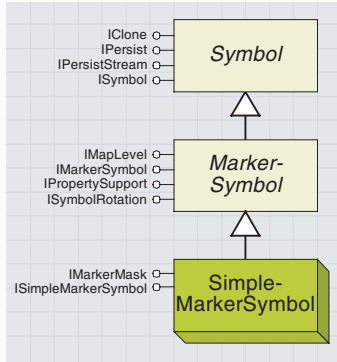 IClone
IPersist
IPersistStream
ISymbol
Symbol
IMapLevel
IMarkerSymbol
IPropertySupport
ISymbolRotation
Marker-
Symbol
IMarkerMask
ISimpleMarkerSymbol
Simple-
MarkerSymbol